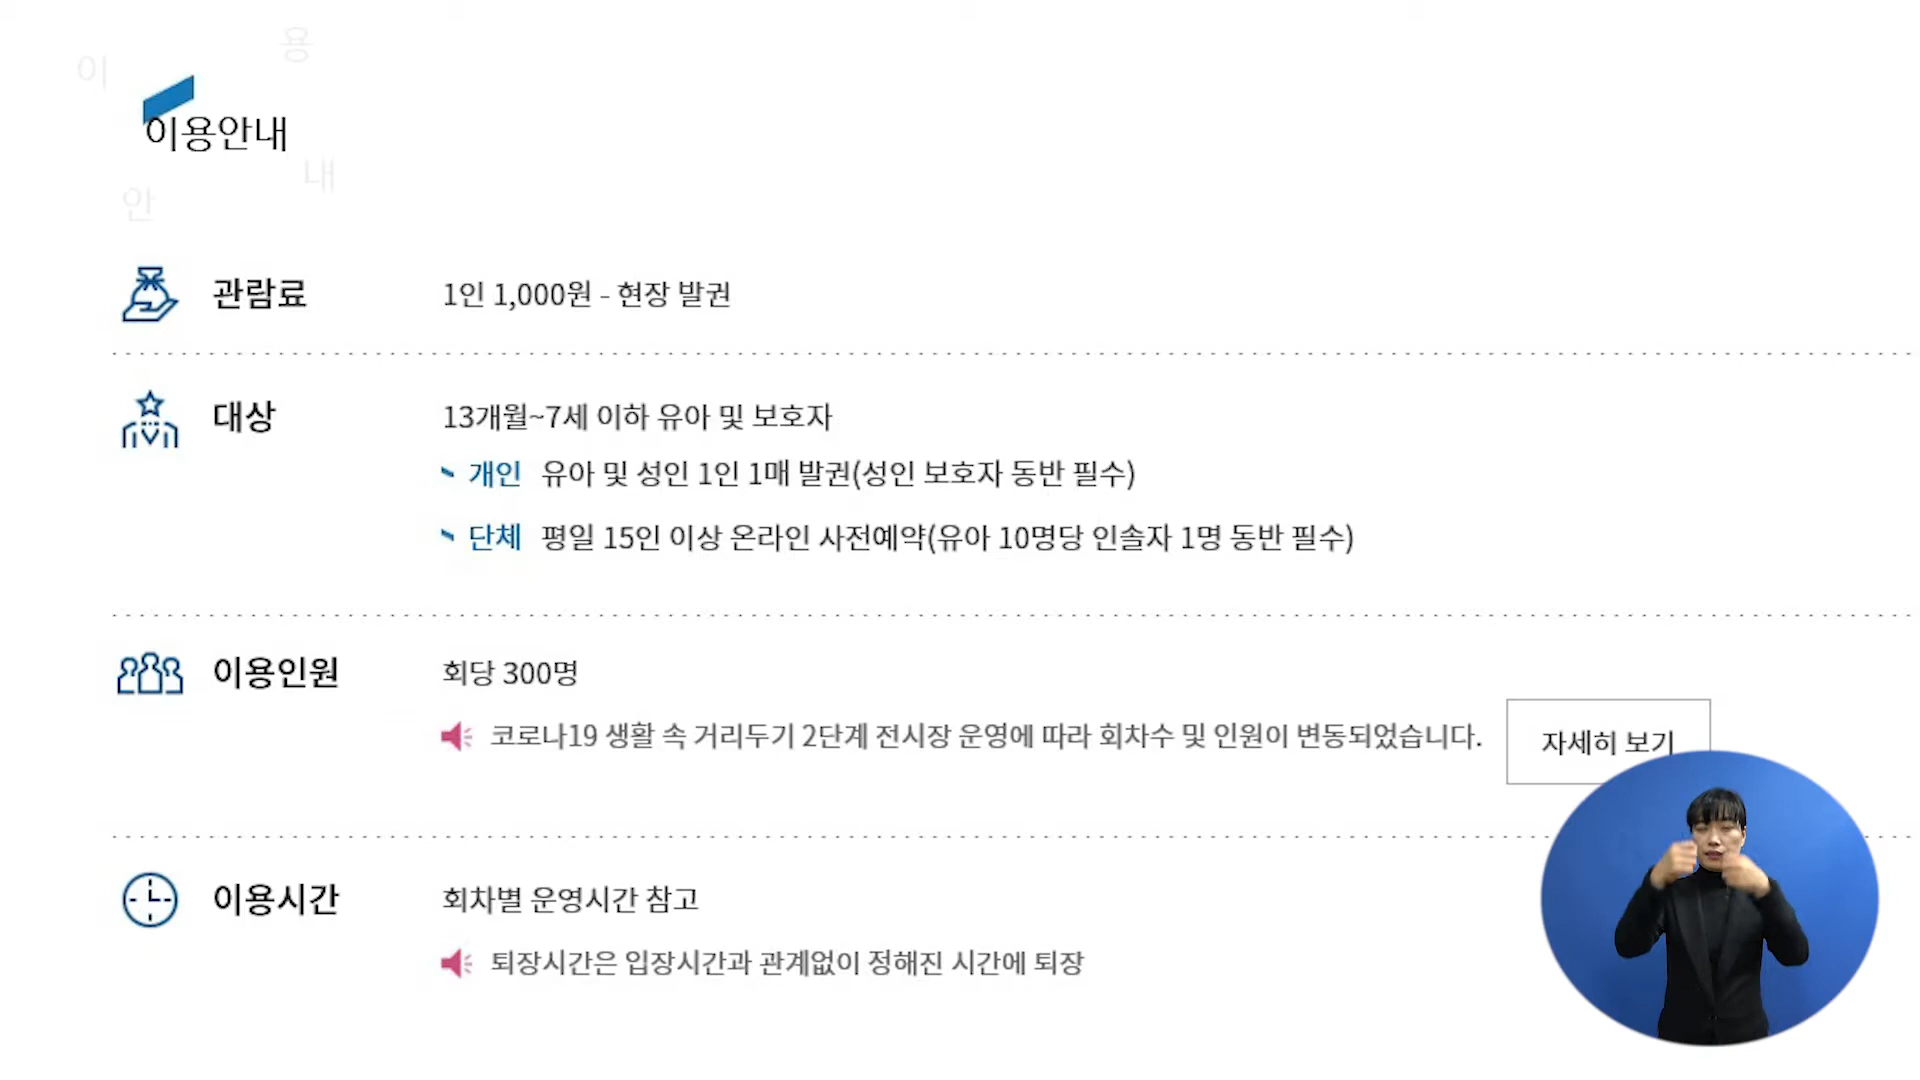 이용안내
이
용
안
내
관람료
1인 1,000원 - 현장 발권
대상
13개월~7세 이하 유아 및 보호자
개인 유아 및 성인 1인 1매 발권(성인 보호자 동반 필수)
단체 평일 15인 이상 온라인 사전예약(유아 10명당 인솔자 1명 동반 필수)
이용인원
회당 300명
코로나19 생활 속 거리두기 2단계 전시장 운영에 따라 회차수 및 인원이 변동되었습니다.
자세히 보기
이용시간
회차별 운영시간 참고
퇴장시간은 입장시간과 관계없이 정해진 시간에 퇴장